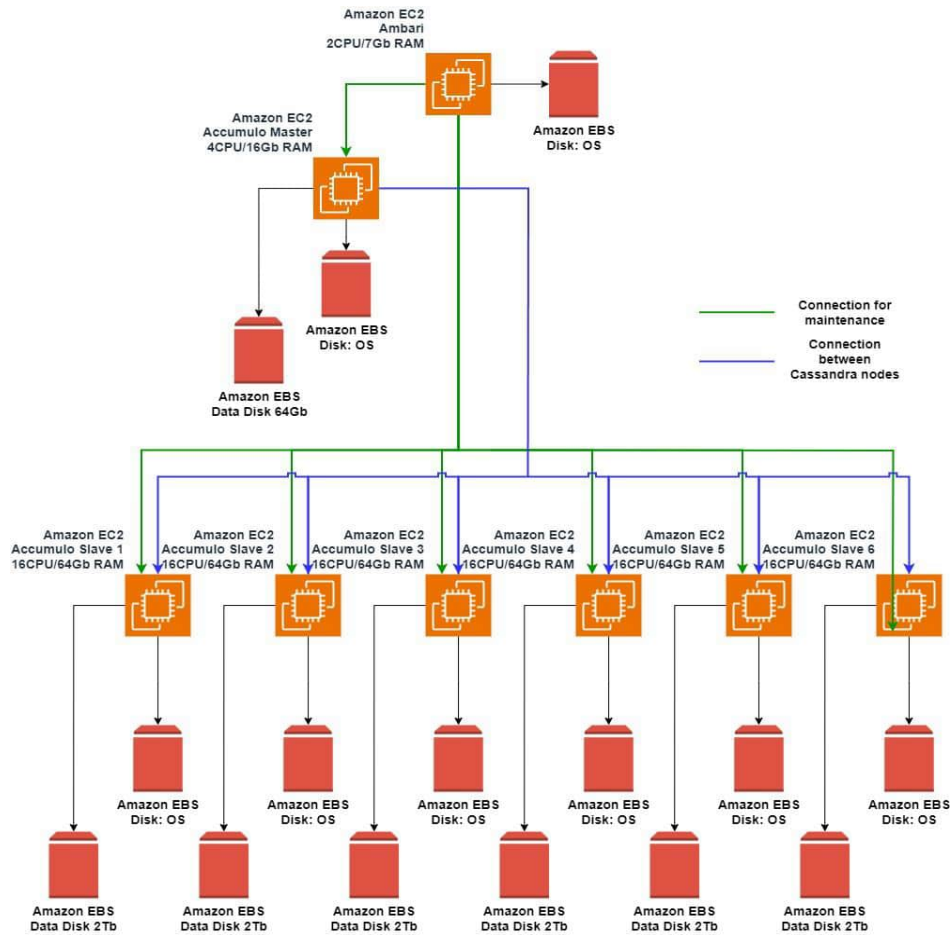 Amazon EC2
Ambari
2CPU/7Gb RAM
Amazon EBS
Disk: OS
Amazon EC2
Accumulo Master
4CPU/16Gb RAM
Amazon EBS
Disk: OS
Amazon EBS
Data Disk 64Gb
Connection for
maintenance
Connection
between
Cassandra nodes
Amazon EC2
Accumulo Slave 1
16CPU/64Gb RAM
Amazon EC2
Accumulo Slave 2
16CPU/64Gb RAM
Amazon EC2
Accumulo Slave 3
16CPU/64Gb RAM
Amazon EC2
Accumulo Slave 4
16CPU/64Gb RAM
Amazon EC2
Accumulo Slave 5
16CPU/64Gb RAM
Amazon EC2
Accumulo Slave 6
16CPU/64Gb RAM
Amazon EBS
Disk: OS
Amazon EBS
Disk: OS
Amazon EBS
Disk: OS
Amazon EBS
Disk: OS
Amazon EBS
Disk: OS
Amazon EBS
Disk: OS
Amazon EBS
Data Disk 2Tb
Amazon EBS
Data Disk 2Tb
Amazon EBS
Data Disk 2Tb
Amazon EBS
Data Disk 2Tb
Amazon EBS
Data Disk 2Tb
Amazon EBS
Data Disk 2Tb